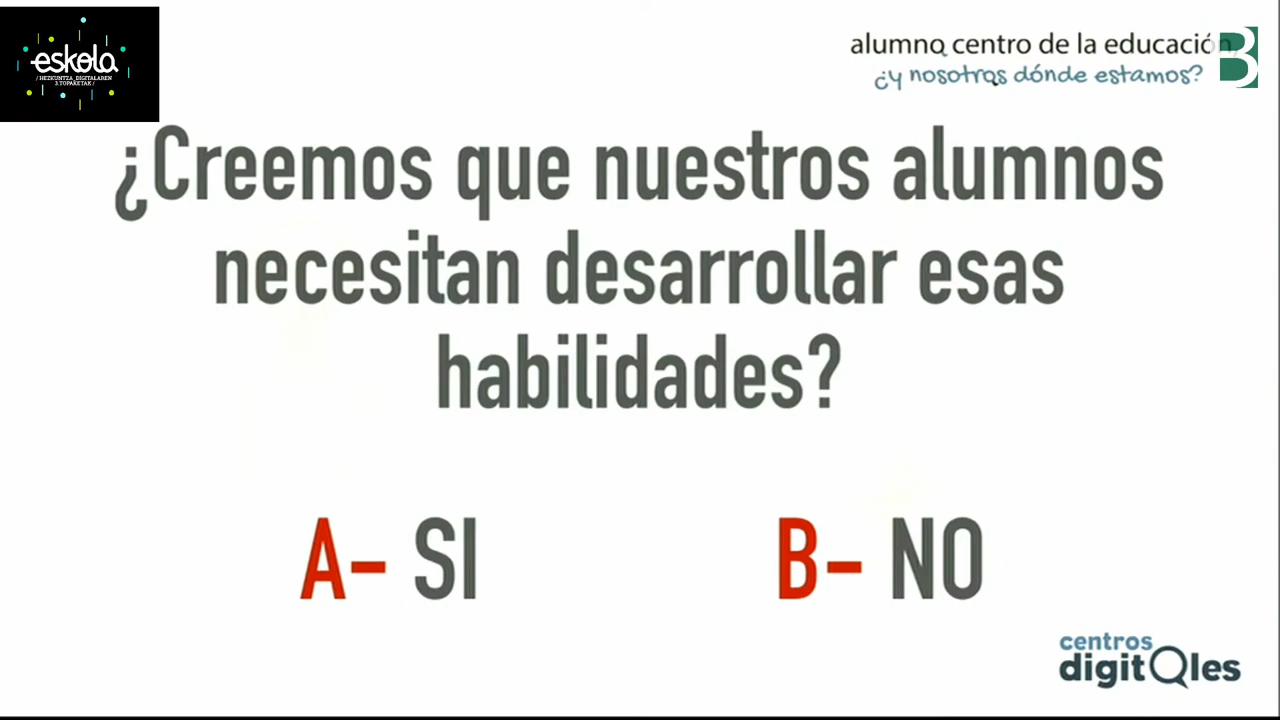 eskola
/ HEZKUNTZA_DIGITALAREN
3.TOPAKETAK /
alumno centro de la educación,
¿y nosotros dónde estamos?
B
¿Creemos que nuestros alumnos
necesitan desarrollar esas
habilidades?
A- SI
B- NO
centros
digitales